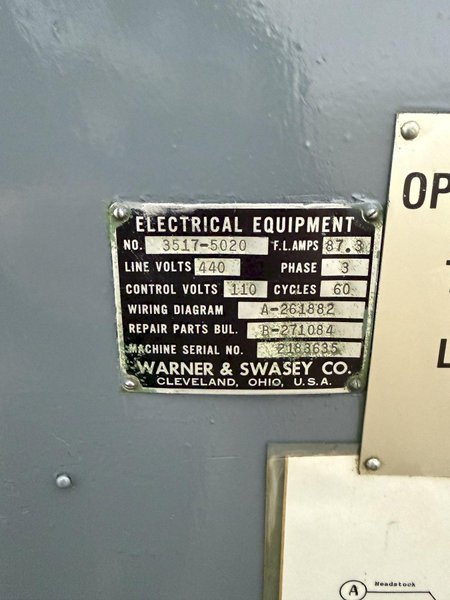 ELECTRICAL EQUIPMENT
NO. 3517-5020 F.L.AMPS 87.3
LINE VOLTS 440 PHASE 3
CONTROL VOLTS 110 CYCLES 60
WIRING DIAGRAM A-261882
REPAIR PARTS BUL. B-271084
MACHINE SERIAL NO. 2183635
WARNER & SWASEY CO.
CLEVELAND, OHIO, U.S.A.
OP
L
A Headstock